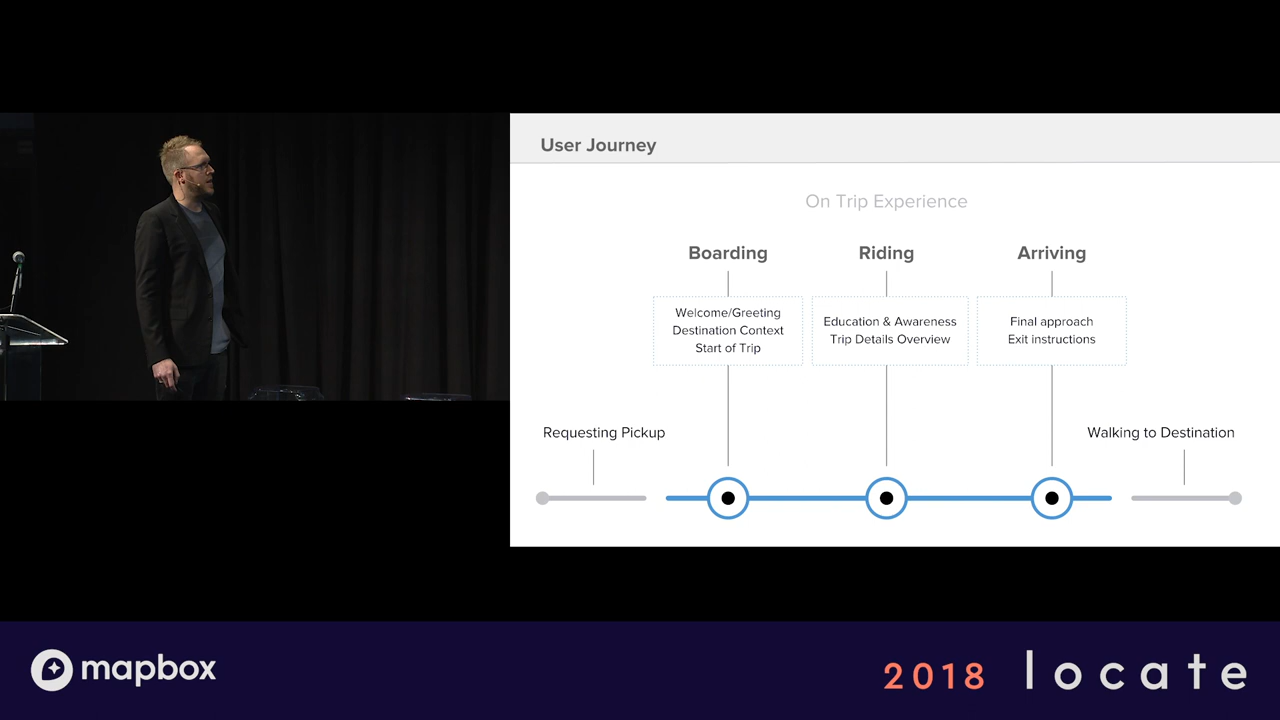 User Journey
On Trip Experience
Boarding
Riding
Arriving
Welcome/Greeting
Destination Context
Start of Trip
Education & Awareness
Trip Details Overview
Final approach
Exit instructions
Requesting Pickup
Walking to Destination
mapbox
2018 locate